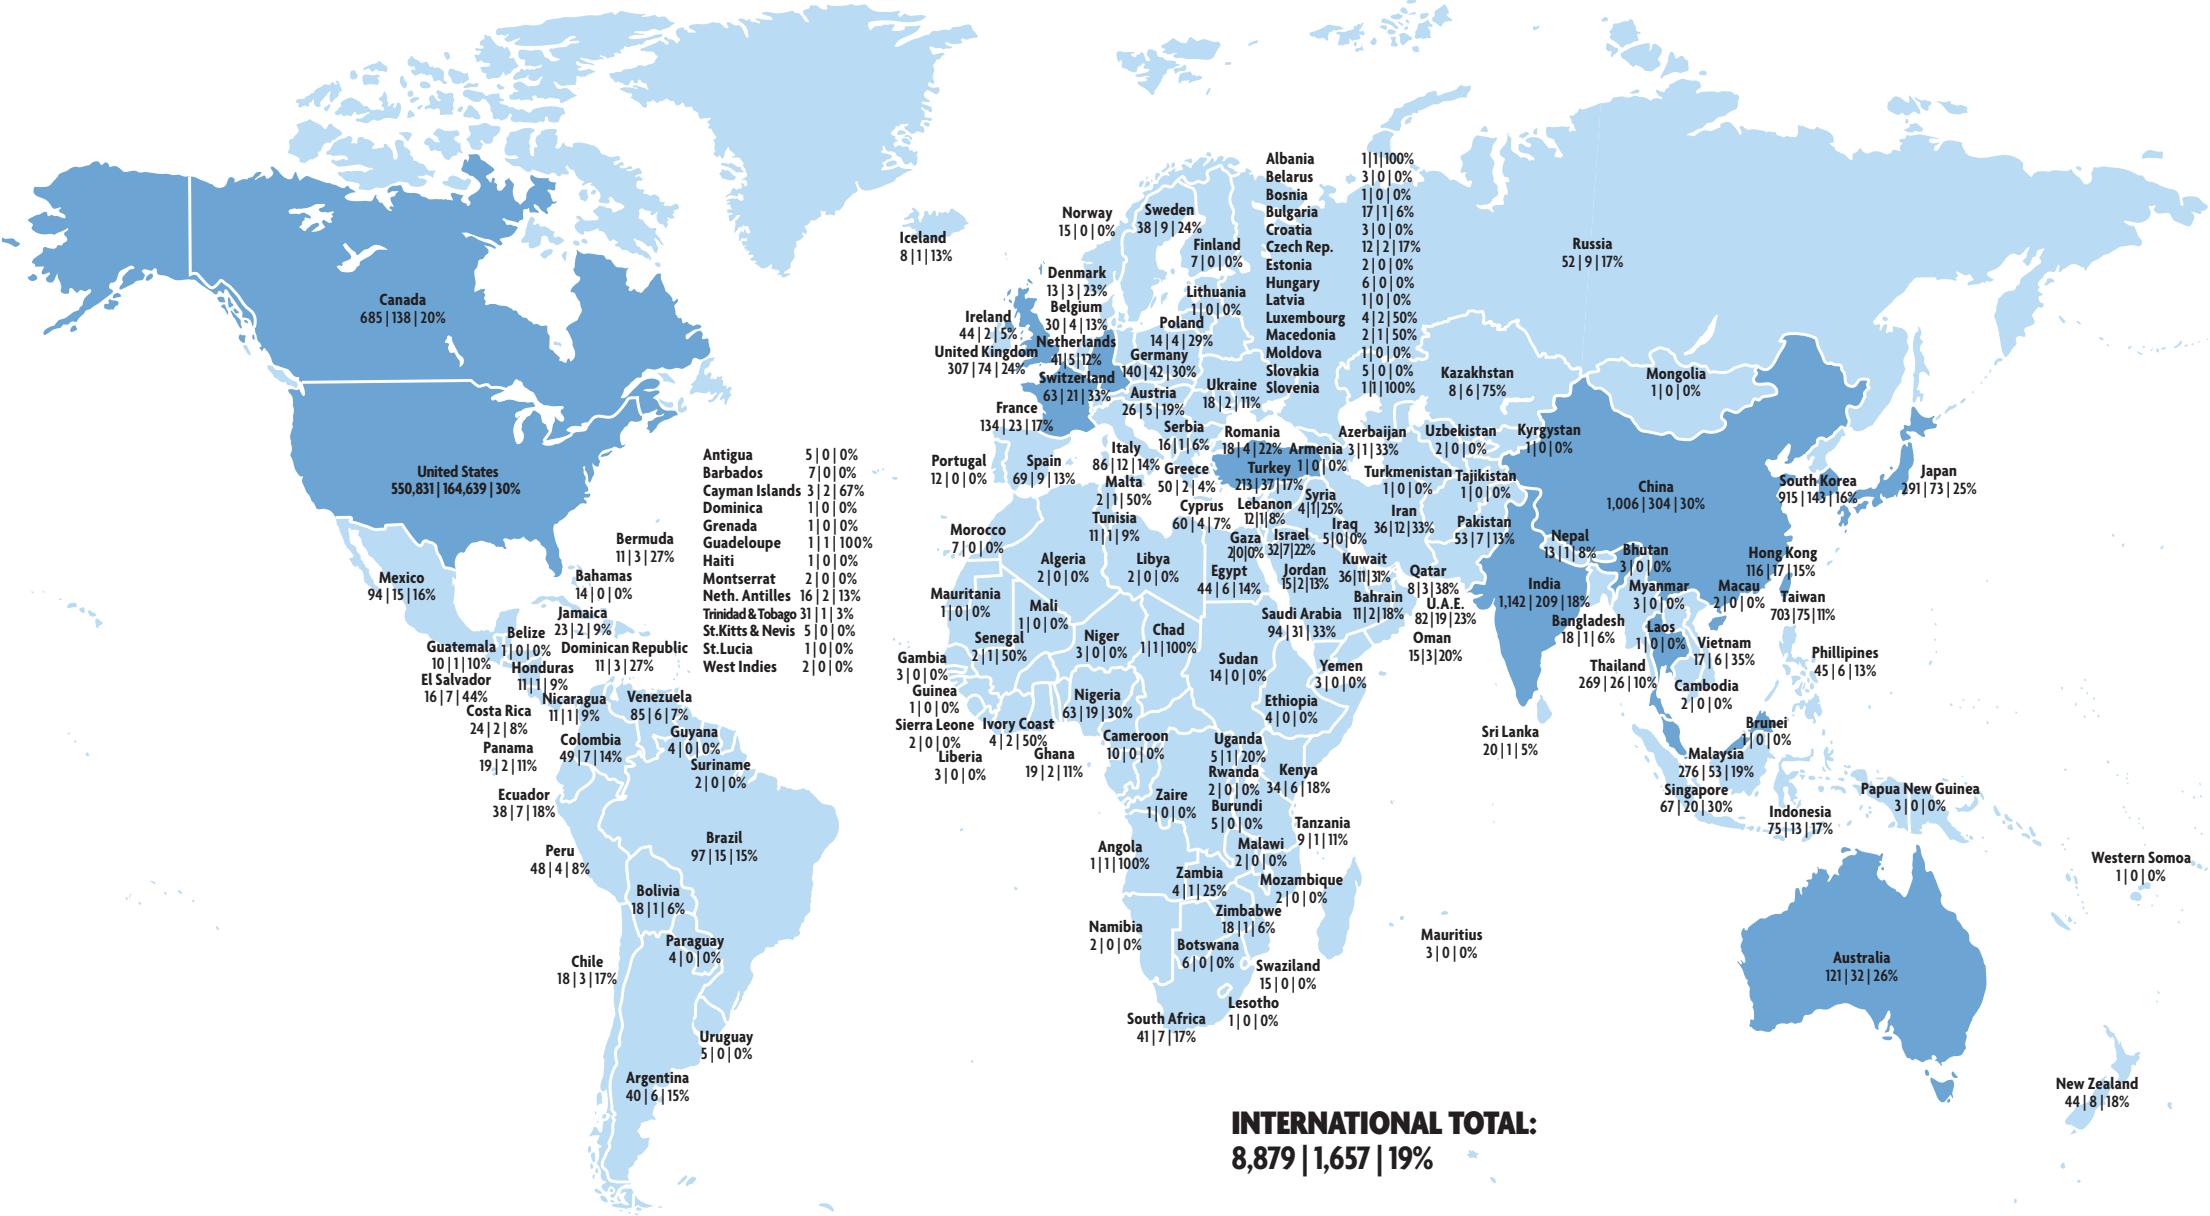 Canada
685 | 138 | 20%
United States
550,831 | 164,639 | 30%
Mexico
94 | 15 | 16%
Bermuda
11 | 3 | 27%
Bahamas
14 | 0 | 0%
Jamaica
23 | 2 | 9%
Belize
1 | 0 | 0%
Dominican Republic
11 | 3 | 27%
Guatemala
10 | 1 | 10%
Honduras
11 | 1 | 9%
El Salvador
16 | 7 | 44%
Nicaragua
11 | 1 | 9%
Costa Rica
24 | 2 | 8%
Panama
19 | 2 | 11%
Venezuela
85 | 6 | 7%
Colombia
49 | 7 | 14%
Guyana
4 | 0 | 0%
Suriname
2 | 0 | 0%
Ecuador
38 | 7 | 18%
Brazil
97 | 15 | 15%
Peru
48 | 4 | 8%
Bolivia
18 | 1 | 6%
Paraguay
4 | 0 | 0%
Chile
18 | 3 | 17%
Uruguay
5 | 0 | 0%
Argentina
40 | 6 | 15%
Antigua 5 | 0 | 0%
Barbados 7 | 0 | 0%
Cayman Islands 3 | 2 | 67%
Dominica 1 | 0 | 0%
Grenada 1 | 0 | 0%
Guadeloupe 1 | 1 | 100%
Haiti 1 | 0 | 0%
Montserrat 2 | 0 | 0%
Neth. Antilles 16 | 2 | 13%
Trinidad & Tobago 31 | 1 | 3%
St.Kitts & Nevis 5 | 0 | 0%
St.Lucia 1 | 0 | 0%
West Indies 2 | 0 | 0%
Iceland
8 | 1 | 13%
Norway
15 | 0 | 0%
Sweden
38 | 9 | 24%
Finland
7 | 0 | 0%
Denmark
13 | 3 | 23%
Lithuania
1 | 0 | 0%
Belgium
30 | 4 | 13%
Ireland
44 | 2 | 5%
Poland
14 | 4 | 29%
Netherlands
41 | 5 | 12%
United Kingdom
307 | 74 | 24%
Germany
140 | 42 | 30%
Switzerland
63 | 21 | 33%
Austria
26 | 5 | 19%
Ukraine
18 | 2 | 11%
France
134 | 23 | 17%
Serbia
16 | 1 | 6%
Romania
18 | 4 | 22%
Italy
86 | 12 | 14%
Portugal
12 | 0 | 0%
Spain
69 | 9 | 13%
Greece
50 | 2 | 4%
Malta
2 | 1 | 50%
Cyprus
60 | 4 | 7%
Albania 1 | 1 | 100%
Belarus 3 | 0 | 0%
Bosnia 1 | 0 | 0%
Bulgaria 17 | 1 | 6%
Croatia 3 | 0 | 0%
Czech Rep. 12 | 2 | 17%
Estonia 2 | 0 | 0%
Hungary 6 | 0 | 0%
Latvia 1 | 0 | 0%
Luxembourg 4 | 2 | 50%
Macedonia 2 | 1 | 50%
Moldova 1 | 0 | 0%
Slovakia 5 | 0 | 0%
Slovenia 1 | 1 | 100%
Russia
52 | 9 | 17%
Kazakhstan
8 | 6 | 75%
Mongolia
1 | 0 | 0%
Azerbaijan
3 | 1 | 33%
Uzbekistan
2 | 0 | 0%
Kyrgystan
1 | 0 | 0%
Armenia
1 | 0 | 0%
Turkey
213 | 37 | 17%
Turkmenistan
1 | 0 | 0%
Tajikistan
1 | 0 | 0%
Syria
4 | 1 | 25%
Lebanon
12 | 1 | 8%
Iraq
5 | 0 | 0%
Iran
36 | 12 | 33%
Pakistan
53 | 7 | 13%
Gaza
2 | 0 | 0%
Israel
32 | 7 | 22%
Jordan
15 | 2 | 13%
Kuwait
36 | 11 | 31%
Bahrain
11 | 2 | 18%
Qatar
8 | 3 | 38%
U.A.E.
82 | 19 | 23%
Saudi Arabia
94 | 31 | 33%
Oman
15 | 3 | 20%
Yemen
3 | 0 | 0%
China
1,006 | 304 | 30%
South Korea
915 | 143 | 16%
Japan
291 | 73 | 25%
Nepal
13 | 1 | 8%
Bhutan
3 | 0 | 0%
Hong Kong
116 | 17 | 15%
India
1,142 | 209 | 18%
Myanmar
3 | 0 | 0%
Macau
2 | 0 | 0%
Taiwan
703 | 75 | 11%
Bangladesh
18 | 1 | 6%
Laos
1 | 0 | 0%
Vietnam
17 | 6 | 35%
Thailand
269 | 26 | 10%
Phillipines
45 | 6 | 13%
Cambodia
2 | 0 | 0%
Sri Lanka
20 | 1 | 5%
Brunei
1 | 0 | 0%
Malaysia
276 | 53 | 19%
Singapore
67 | 20 | 30%
Indonesia
75 | 13 | 17%
Papua New Guinea
3 | 0 | 0%
Western Somoa
1 | 0 | 0%
Australia
121 | 32 | 26%
New Zealand
44 | 8 | 18%
Morocco
7 | 0 | 0%
Tunisia
11 | 1 | 9%
Algeria
2 | 0 | 0%
Libya
2 | 0 | 0%
Egypt
44 | 6 | 14%
Mauritania
1 | 0 | 0%
Mali
1 | 0 | 0%
Senegal
2 | 1 | 50%
Niger
3 | 0 | 0%
Chad
1 | 1 | 100%
Sudan
14 | 0 | 0%
Gambia
3 | 0 | 0%
Guinea
1 | 0 | 0%
Nigeria
63 | 19 | 30%
Ethiopia
4 | 0 | 0%
Sierra Leone
2 | 0 | 0%
Ivory Coast
4 | 2 | 50%
Liberia
3 | 0 | 0%
Ghana
19 | 2 | 11%
Cameroon
10 | 0 | 0%
Uganda
5 | 1 | 20%
Rwanda
2 | 0 | 0%
Kenya
34 | 6 | 18%
Zaire
1 | 0 | 0%
Burundi
5 | 0 | 0%
Tanzania
9 | 1 | 11%
Angola
1 | 1 | 100%
Malawi
2 | 0 | 0%
Zambia
4 | 1 | 25%
Mozambique
2 | 0 | 0%
Zimbabwe
18 | 1 | 6%
Namibia
2 | 0 | 0%
Botswana
6 | 0 | 0%
Mauritius
3 | 0 | 0%
Swaziland
15 | 0 | 0%
Lesotho
1 | 0 | 0%
South Africa
41 | 7 | 17%
INTERNATIONAL TOTAL:
8,879 | 1,657 | 19%